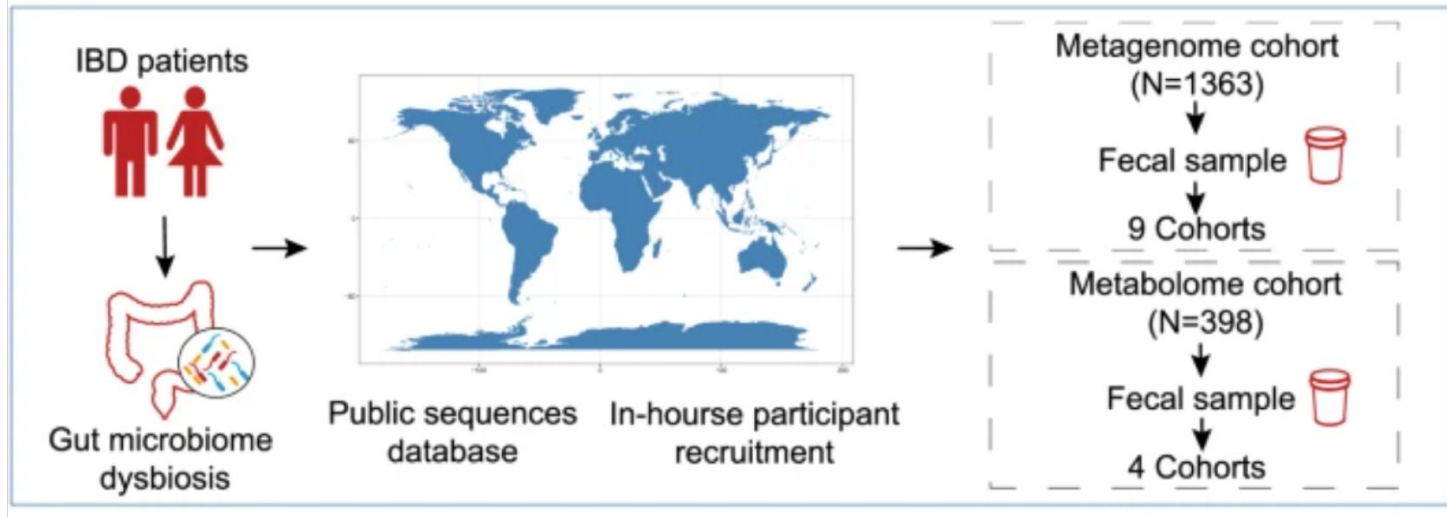 IBD patients
Gut microbiome
dysbiosis
Public sequences
database
In-hourse participant
recruitment
Metagenome cohort
(N=1363)
Fecal sample
9 Cohorts
Metabolome cohort
(N=398)
Fecal sample
4 Cohorts